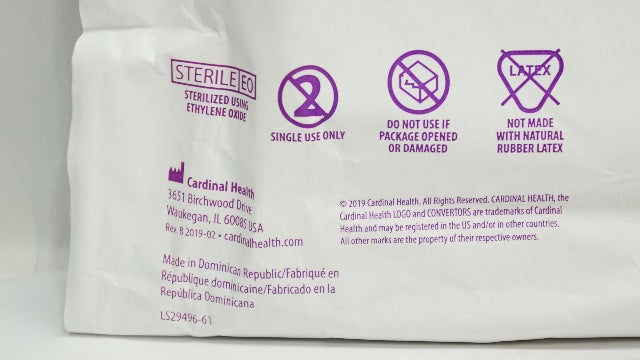 STERILE EO
STERILIZED USING
ETHYLENE OXIDE
2
SINGLE USE ONLY
DO NOT USE IF
PACKAGE OPENED
OR DAMAGED
LATEX
NOT MADE
WITH NATURAL
RUBBER LATEX
Cardinal Health
3651 Birchwood Drive
Waukegan, IL 60085 USA
Rev B 2019-02 • cardinalhealth.com
Made in Dominican Republic/Fabriqué en
République dominicaine/Fabricado en la
República Dominicana
LS29496-61
© 2019 Cardinal Health. All Rights Reserved. CARDINAL HEALTH, the
Cardinal Health LOGO and CONVERTORS are trademarks of Cardinal
Health and may be registered in the US and/or in other countries.
All other marks are the property of their respective owners.